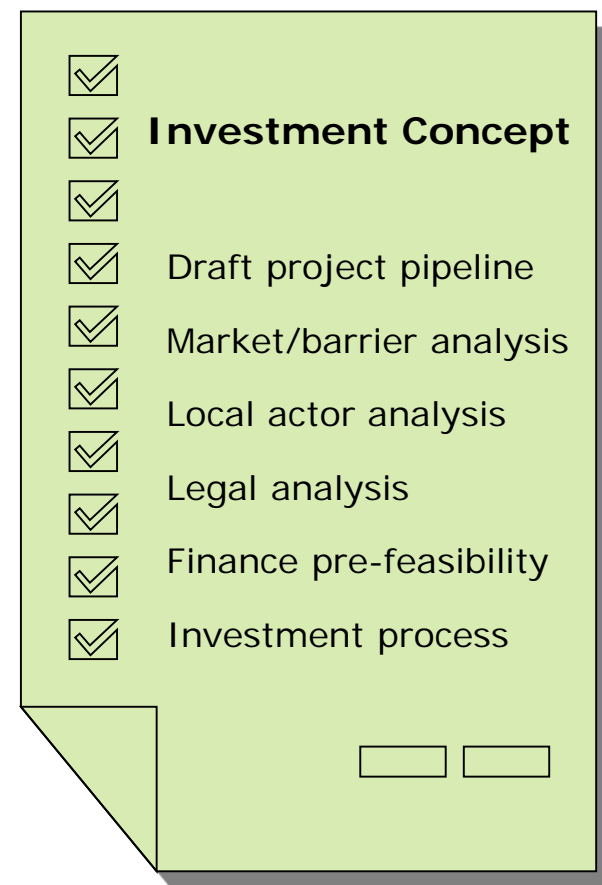 Investment Concept
Draft project pipeline
Market/barrier analysis
Local actor analysis
Legal analysis
Finance pre-feasibility
Investment process